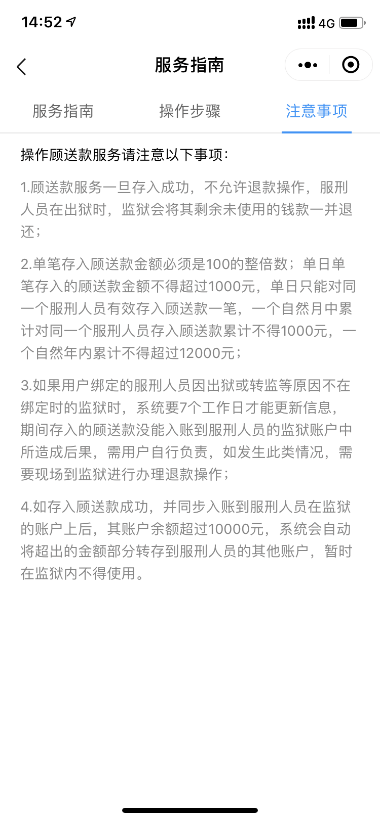 14:52
4G
服务指南
服务指南
操作步骤
注意事项
操作顾送款服务请注意以下事项：
1.顾送款服务一旦存入成功，不允许退款操作，服刑
人员在出狱时，监狱会将其剩余未使用的钱款一并退
还；
2.单笔存入顾送款金额必须是100的整倍数；单日单
笔存入的顾送款金额不得超过1000元，单日只能对同
一个服刑人员有效存入顾送款一笔，一个自然月中累
计对同一个服刑人员存入顾送款累计不得1000元，一
个自然年内累计不得超过12000元；
3.如果用户绑定的服刑人员因出狱或转监等原因不在
绑定时的监狱时，系统要7个工作日才能更新信息，
期间存入的顾送款没能入账到服刑人员的监狱账户中
所造成后果，需用户自行负责，如发生此类情况，需
要现场到监狱进行办理退款操作；
4.如存入顾送款成功，并同步入账到服刑人员在监狱
的账户上后，其账户余额超过10000元，系统会自动
将超出的金额部分转存到服刑人员的其他账户，暂时
在监狱内不得使用。